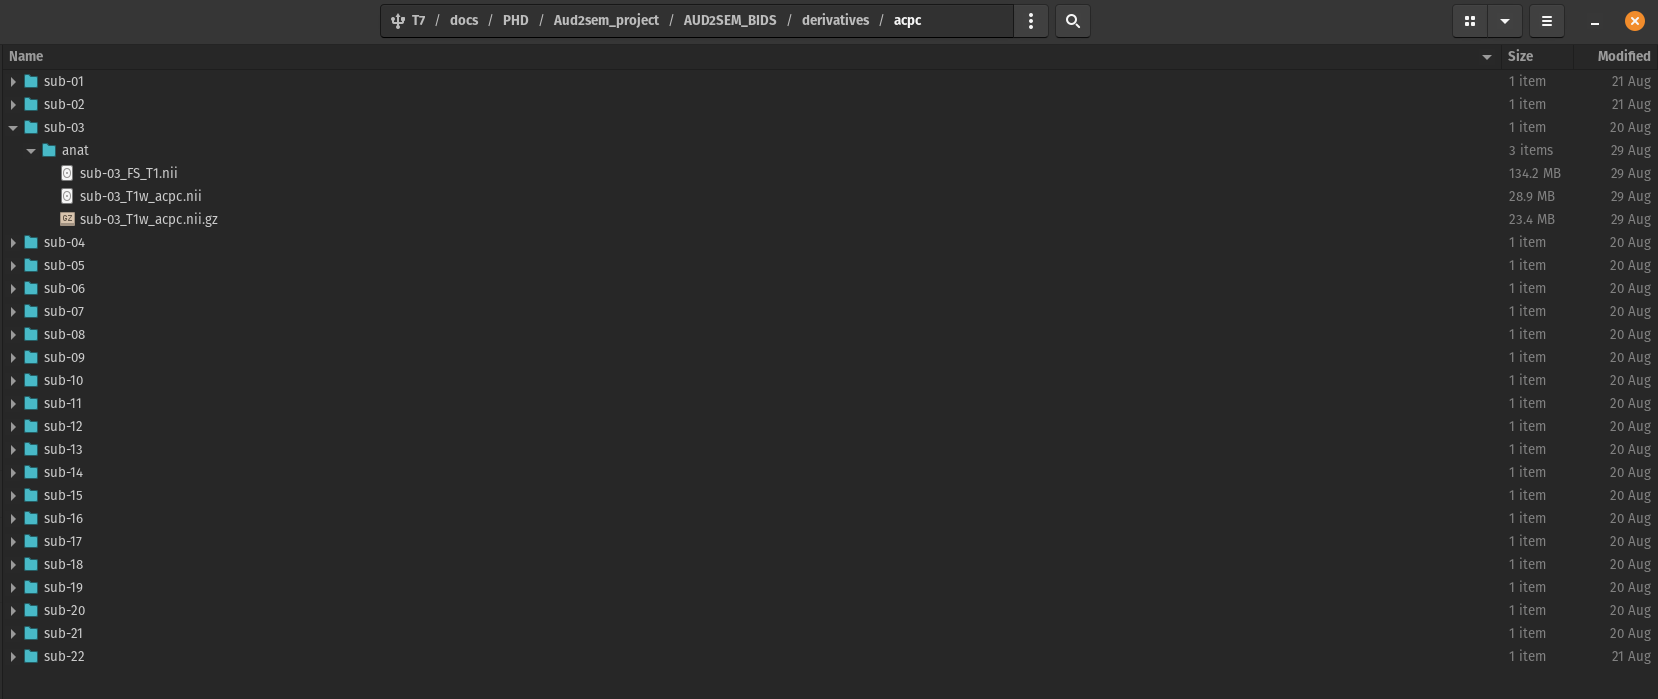 T7 / docs / PHD / Aud2sem_project / AUD2SEM_BIDS / derivatives / acpc
Name Size Modified
sub-01 1 item 21 Aug
sub-02 1 item 21 Aug
sub-03 1 item 20 Aug
anat 3 items 29 Aug
sub-03_FS_T1.nii 134.2 MB 29 Aug
sub-03_T1w_acpc.nii 28.9 MB 29 Aug
GZ sub-03_T1w_acpc.nii.gz 23.4 MB 29 Aug
sub-04 1 item 20 Aug
sub-05 1 item 20 Aug
sub-06 1 item 20 Aug
sub-07 1 item 20 Aug
sub-08 1 item 20 Aug
sub-09 1 item 20 Aug
sub-10 1 item 20 Aug
sub-11 1 item 20 Aug
sub-12 1 item 20 Aug
sub-13 1 item 20 Aug
sub-14 1 item 20 Aug
sub-15 1 item 20 Aug
sub-16 1 item 20 Aug
sub-17 1 item 20 Aug
sub-18 1 item 20 Aug
sub-19 1 item 20 Aug
sub-20 1 item 20 Aug
sub-21 1 item 20 Aug
sub-22 1 item 21 Aug